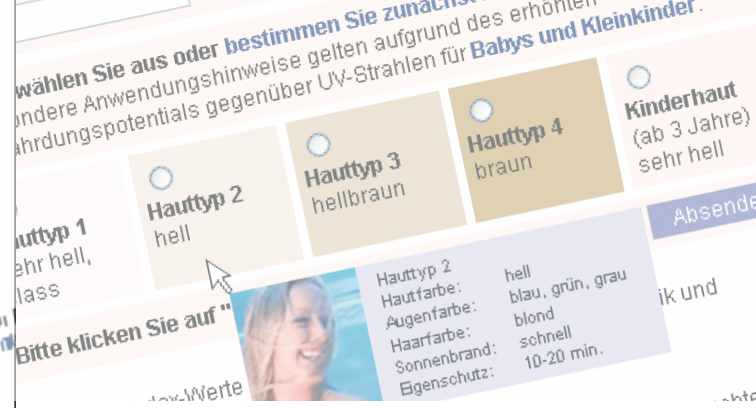 wählen Sie aus oder bestimmen Sie zunächst
ondere Anwendungshinweise gelten aufgrund des erhöhten
ahrdungspotentials gegenüber UV-Strahlen für Babys und Kleinkinder.
Hauttyp 1
ehr hell,
lass
Hauttyp 2
hell
Hauttyp 3
hellbraun
Hauttyp 4
braun
Kinderhaut
(ab 3 Jahre)
sehr hell
Absende
Bitte klicken Sie auf "
Hauttyp 2
Hautfarbe: hell
Augenfarbe: blau, grün, grau
Haarfarbe: blond
Sonnenbrand: schnell
Eigenschutz: 10-20 min.
ik und
dex-Werte